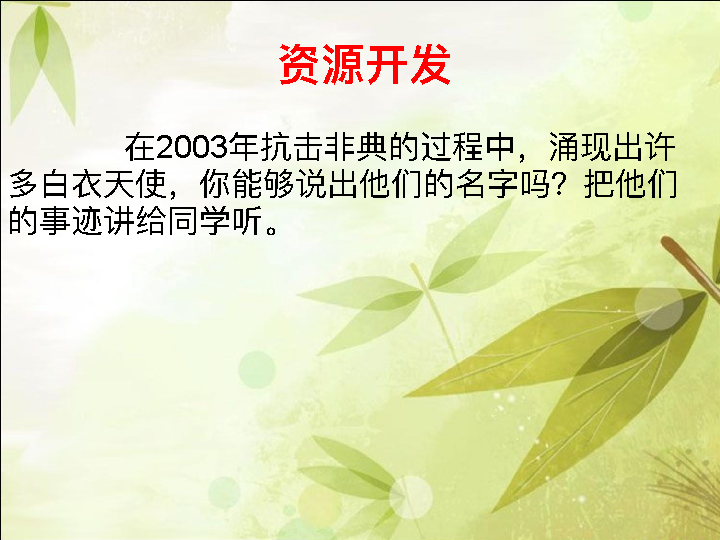 资源开发
在2003年抗击非典的过程中，涌现出许
多白衣天使，你能够说出他们的名字吗？把他们
的事迹讲给同学听。